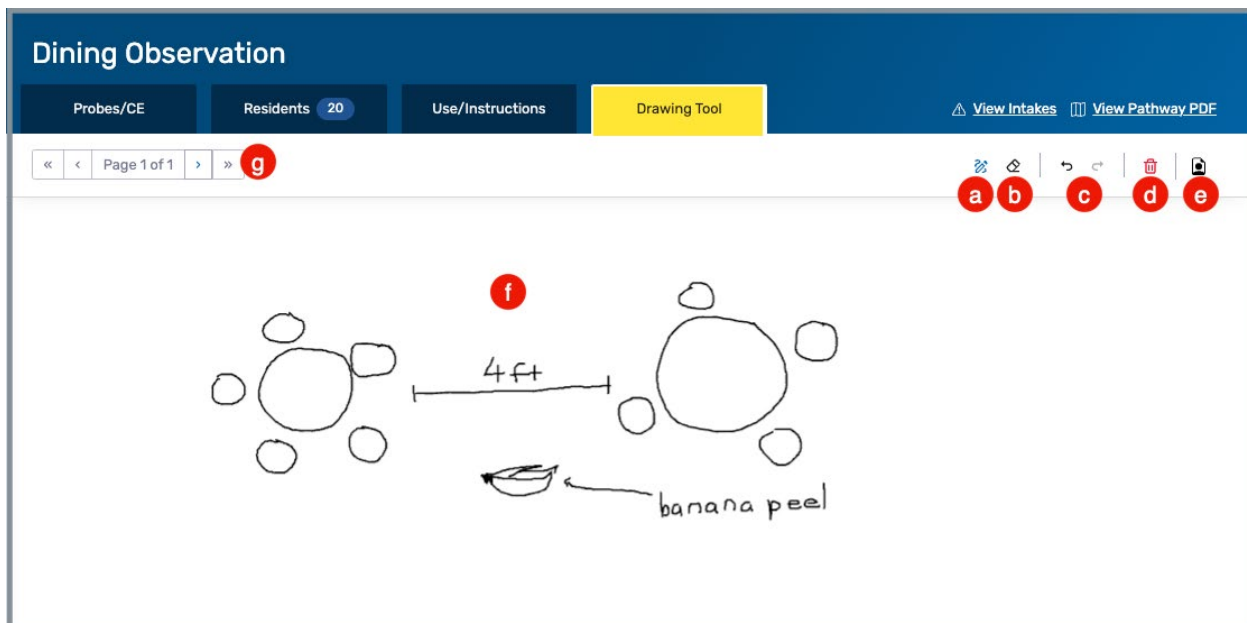 Dining Observation
Probes/CE
Residents 20
Use/Instructions
Drawing Tool
View Intakes
View Pathway PDF
« ‹ Page 1 of 1 › »
g
a
b
c
d
e
f
4ft
banana peel